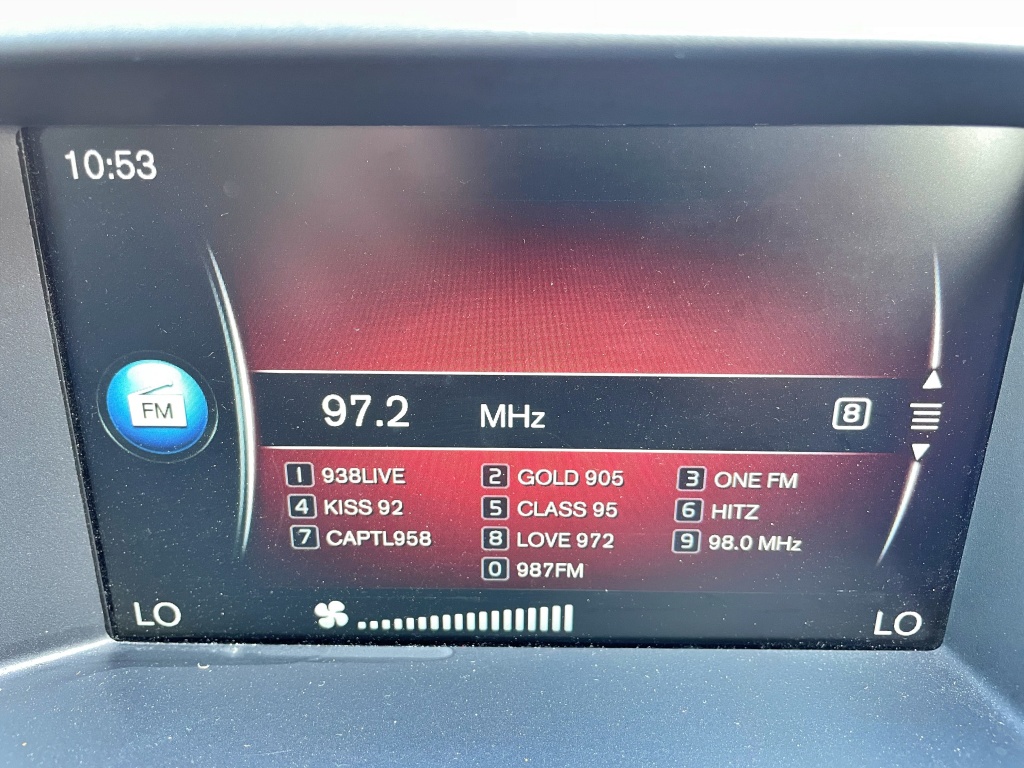 10:53
FM
97.2 MHz 8
1 938LIVE 2 GOLD 905 3 ONE FM
4 KISS 92 5 CLASS 95 6 HITZ
7 CAPTL958 8 LOVE 972 9 98.0 MHz
0 987FM
LO LO